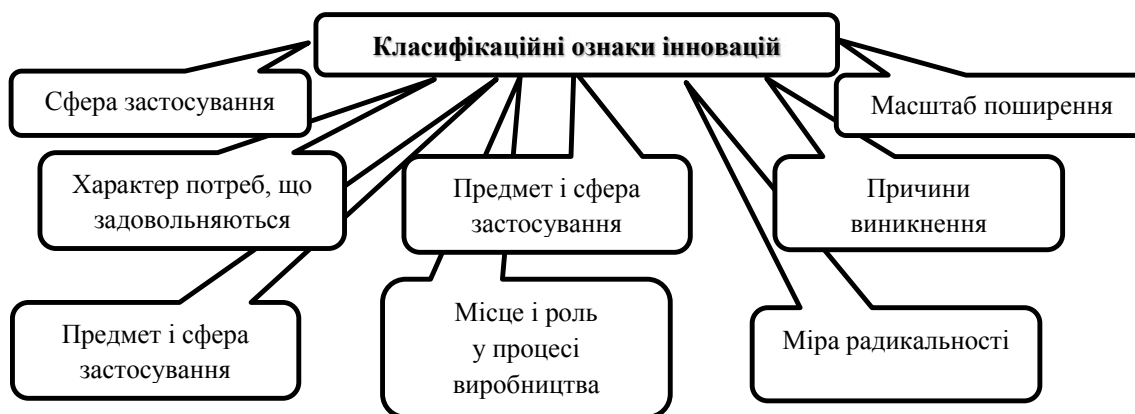 Класифікаційні ознаки інновацій
Сфера застосування
Масштаб поширення
Характер потреб, що
задовольняються
Предмет і сфера
застосування
Причини
виникнення
Предмет і сфера
застосування
Місце і роль
у процесі
виробництва
Міра радикальності